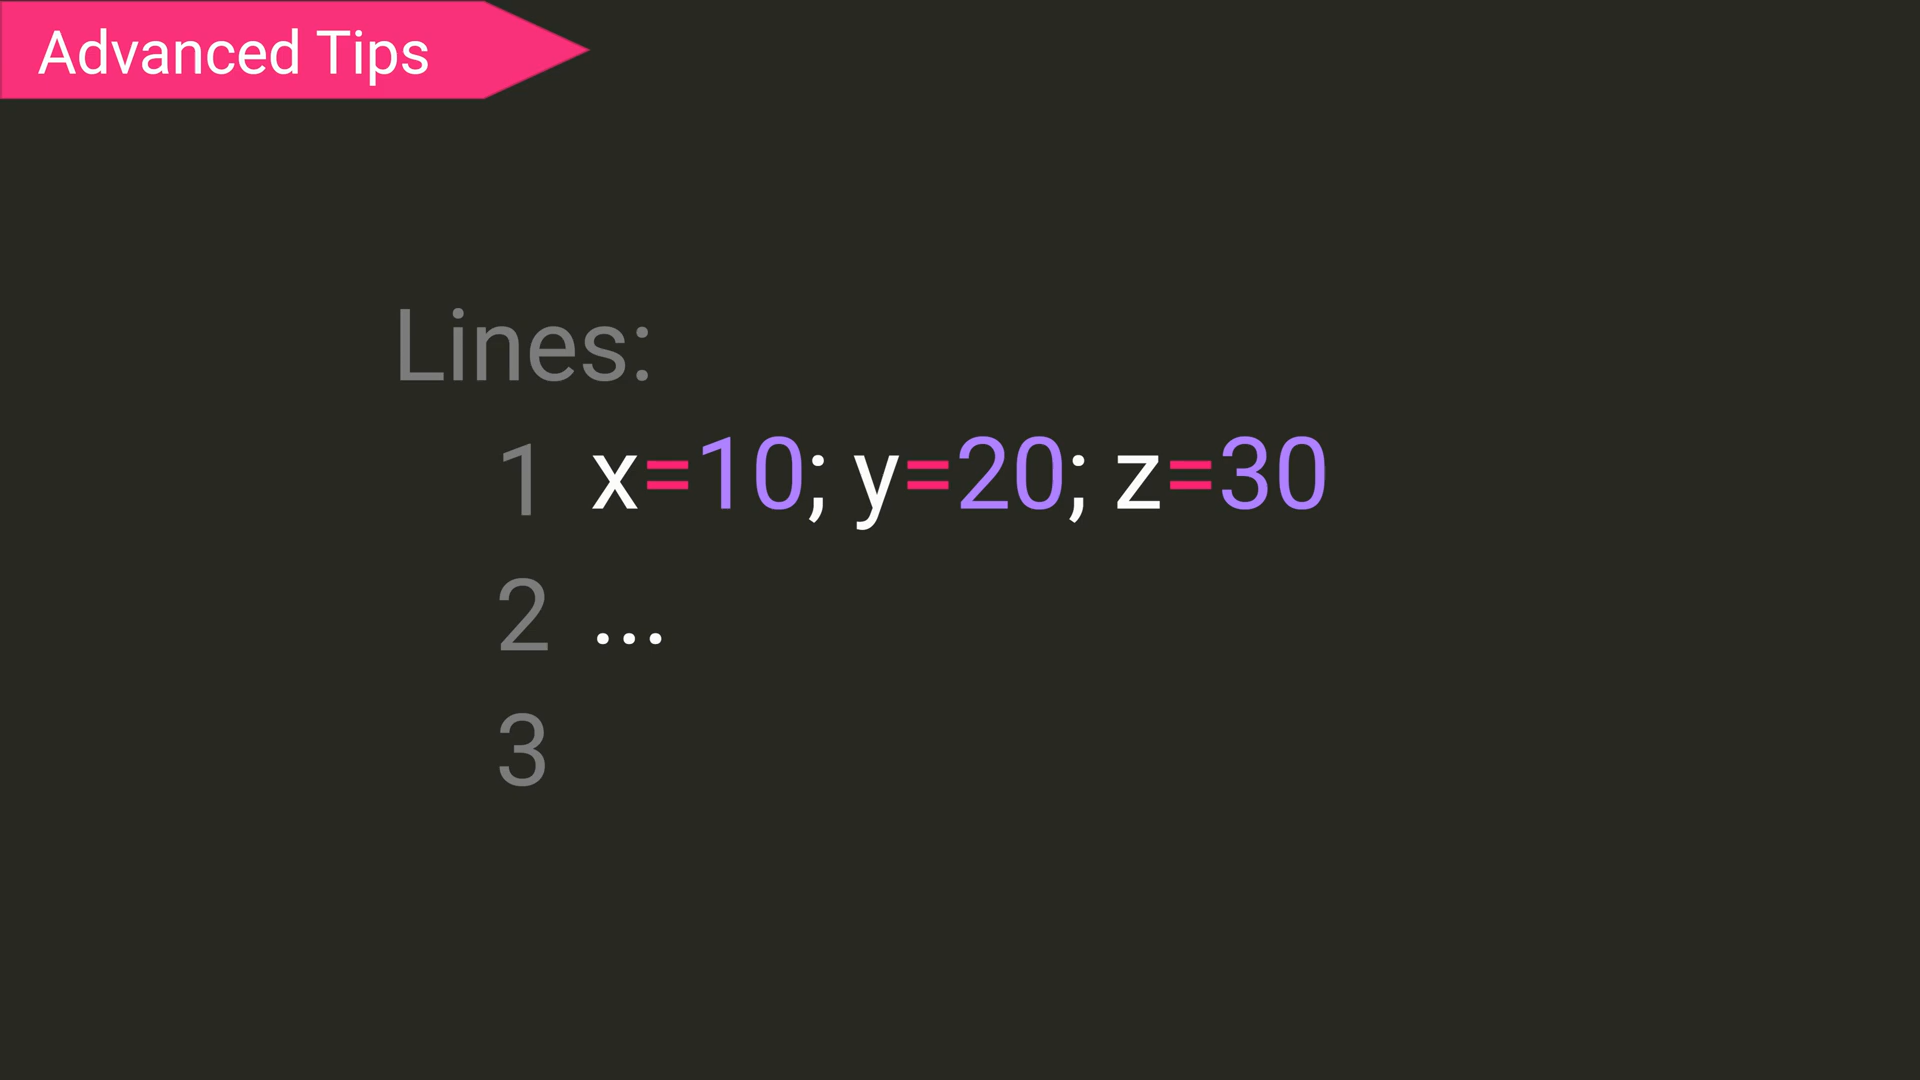 Advanced Tips
Lines:
1 x=10; y=20; z=30
2 ...
3